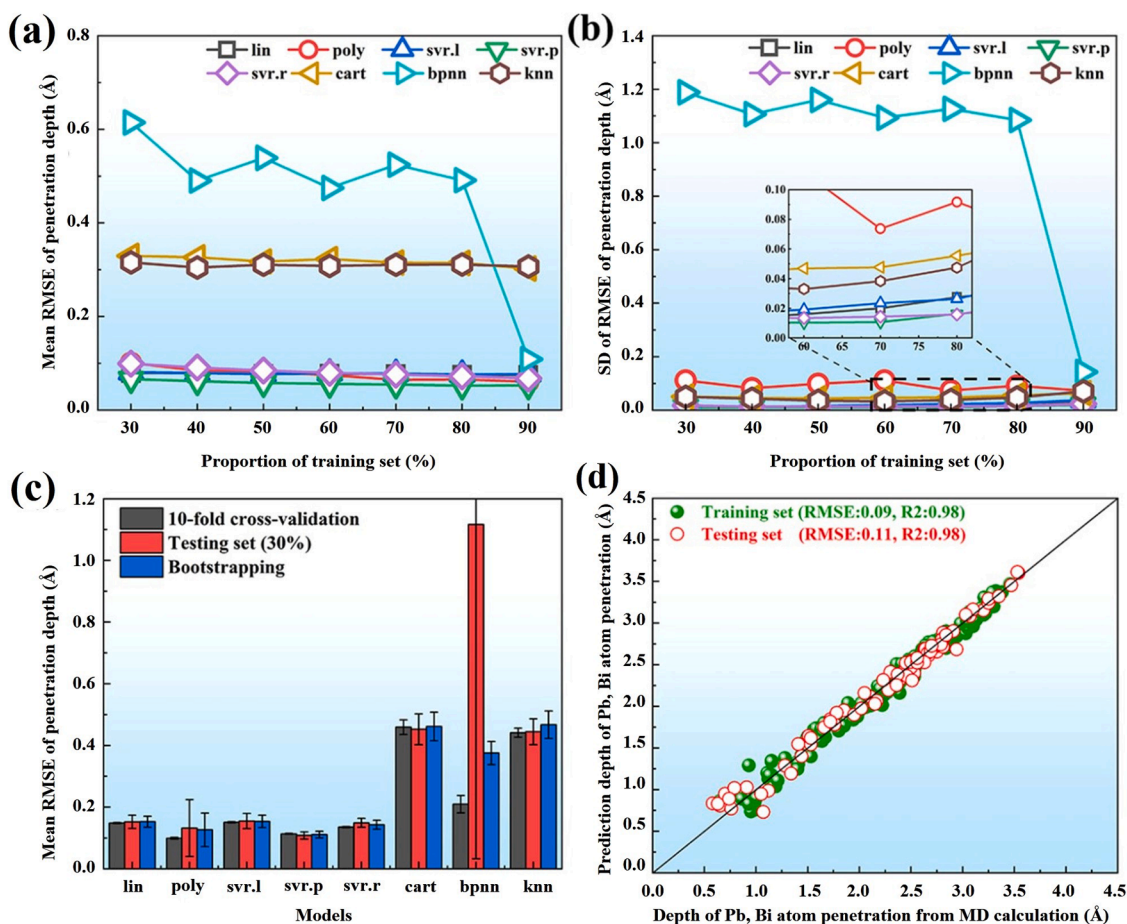 (a)
lin poly svr.l svr.p
svr.r cart bpnn knn
Mean RMSE of penetration depth (Å)
0.8
0.6
0.4
0.2
0.0
30 40 50 60 70 80 90
Proportion of training set (%)
(b)
lin poly svr.l svr.p
svr.r cart bpnn knn
SD of RMSE of penetration depth (Å)
1.4
1.2
1.0
0.8
0.6
0.4
0.2
0.0
0.10
0.08
0.06
0.04
0.02
0.00
60 65 70 75 80
30 40 50 60 70 80 90
Proportion of training set (%)
(c)
10-fold cross-validation
Testing set (30%)
Bootstrapping
Mean RMSE of penetration depth (Å)
1.2
1.0
0.8
0.6
0.4
0.2
0.0
lin poly svr.l svr.p svr.r cart bpnn knn
Models
(d)
Training set (RMSE:0.09, R2:0.98)
Testing set (RMSE:0.11, R2:0.98)
Prediction depth of Pb, Bi atom penetration (Å)
4.5
4.0
3.5
3.0
2.5
2.0
1.5
1.0
0.5
0.0
0.0 0.5 1.0 1.5 2.0 2.5 3.0 3.5 4.0 4.5
Depth of Pb, Bi atom penetration from MD calculation (Å)